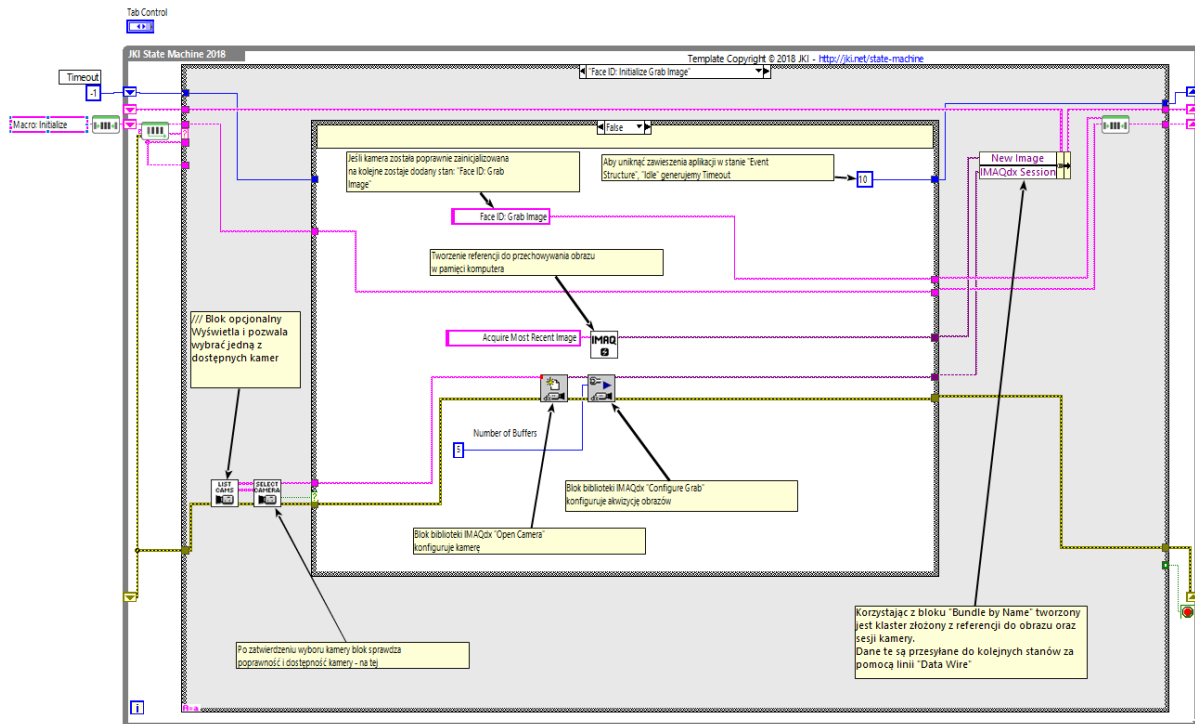 Tab Control
JKI State Machine 2018
Template Copyright © 2018 JKI - http://jki.net/state-machine
Timeout
-1
"Face ID: Initialize Grab Image"
Macro: Initialize
False
Jeśli kamera została poprawnie zainicjalizowana
na kolejne zostaje dodany stan: "Face ID: Grab
Image"
Aby uniknąć zawieszenia aplikacji w stanie "Event
Structure", "Idle" generujemy Timeout
10
New Image
IMAQdx Session
Face ID: Grab Image
Tworzenie referencji do przechowywania obrazu
w pamięci komputera
/// Blok opcjonalny
Wyświetla i pozwala
wybrać jedną z
dostępnych kamer
Acquire Most Recent Image
IMAQ
Number of Buffers
5
LIST
CAMS
SELECT
CAMERA
?
Blok biblioteki IMAQdx "Configure Grab"
konfiguruje akwizycję obrazów
Blok biblioteki IMAQdx "Open Camera"
konfiguruje kamerę
Korzystając z bloku "Bundle by Name" tworzony
jest klaster złożony z referencji do obrazu oraz
sesji kamery.
Dane te są przesyłane do kolejnych stanów za
pomocą linii "Data Wire"
Po zatwierdzeniu wyboru kamery blok sprawdza
poprawność i dostępność kamery - na tej
i
A=a